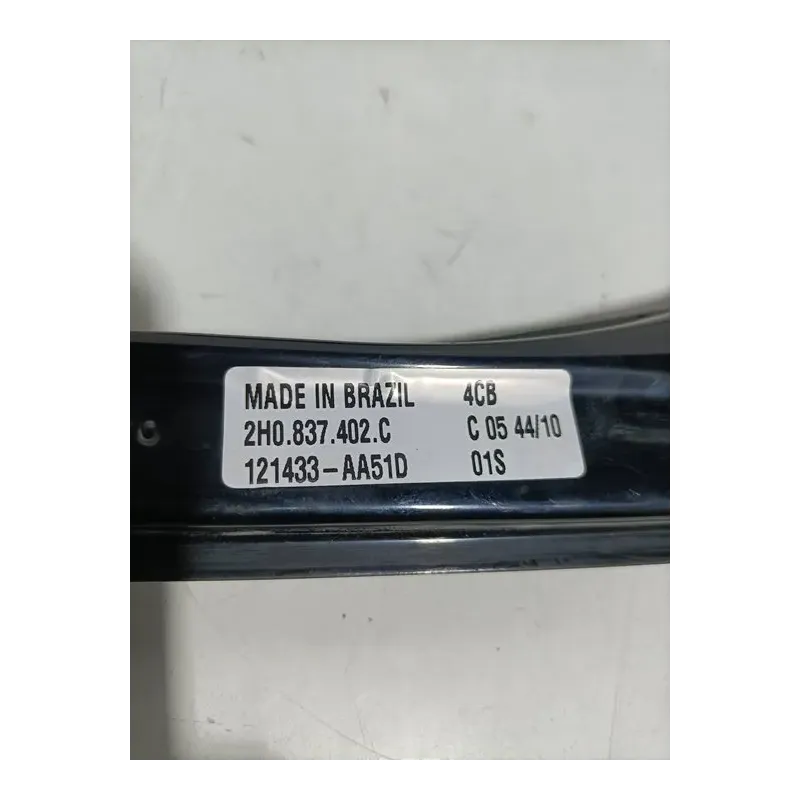 MADE IN BRAZIL 4CB
2H0.837.402.C C 05 44/10
121433-AA51D 01S